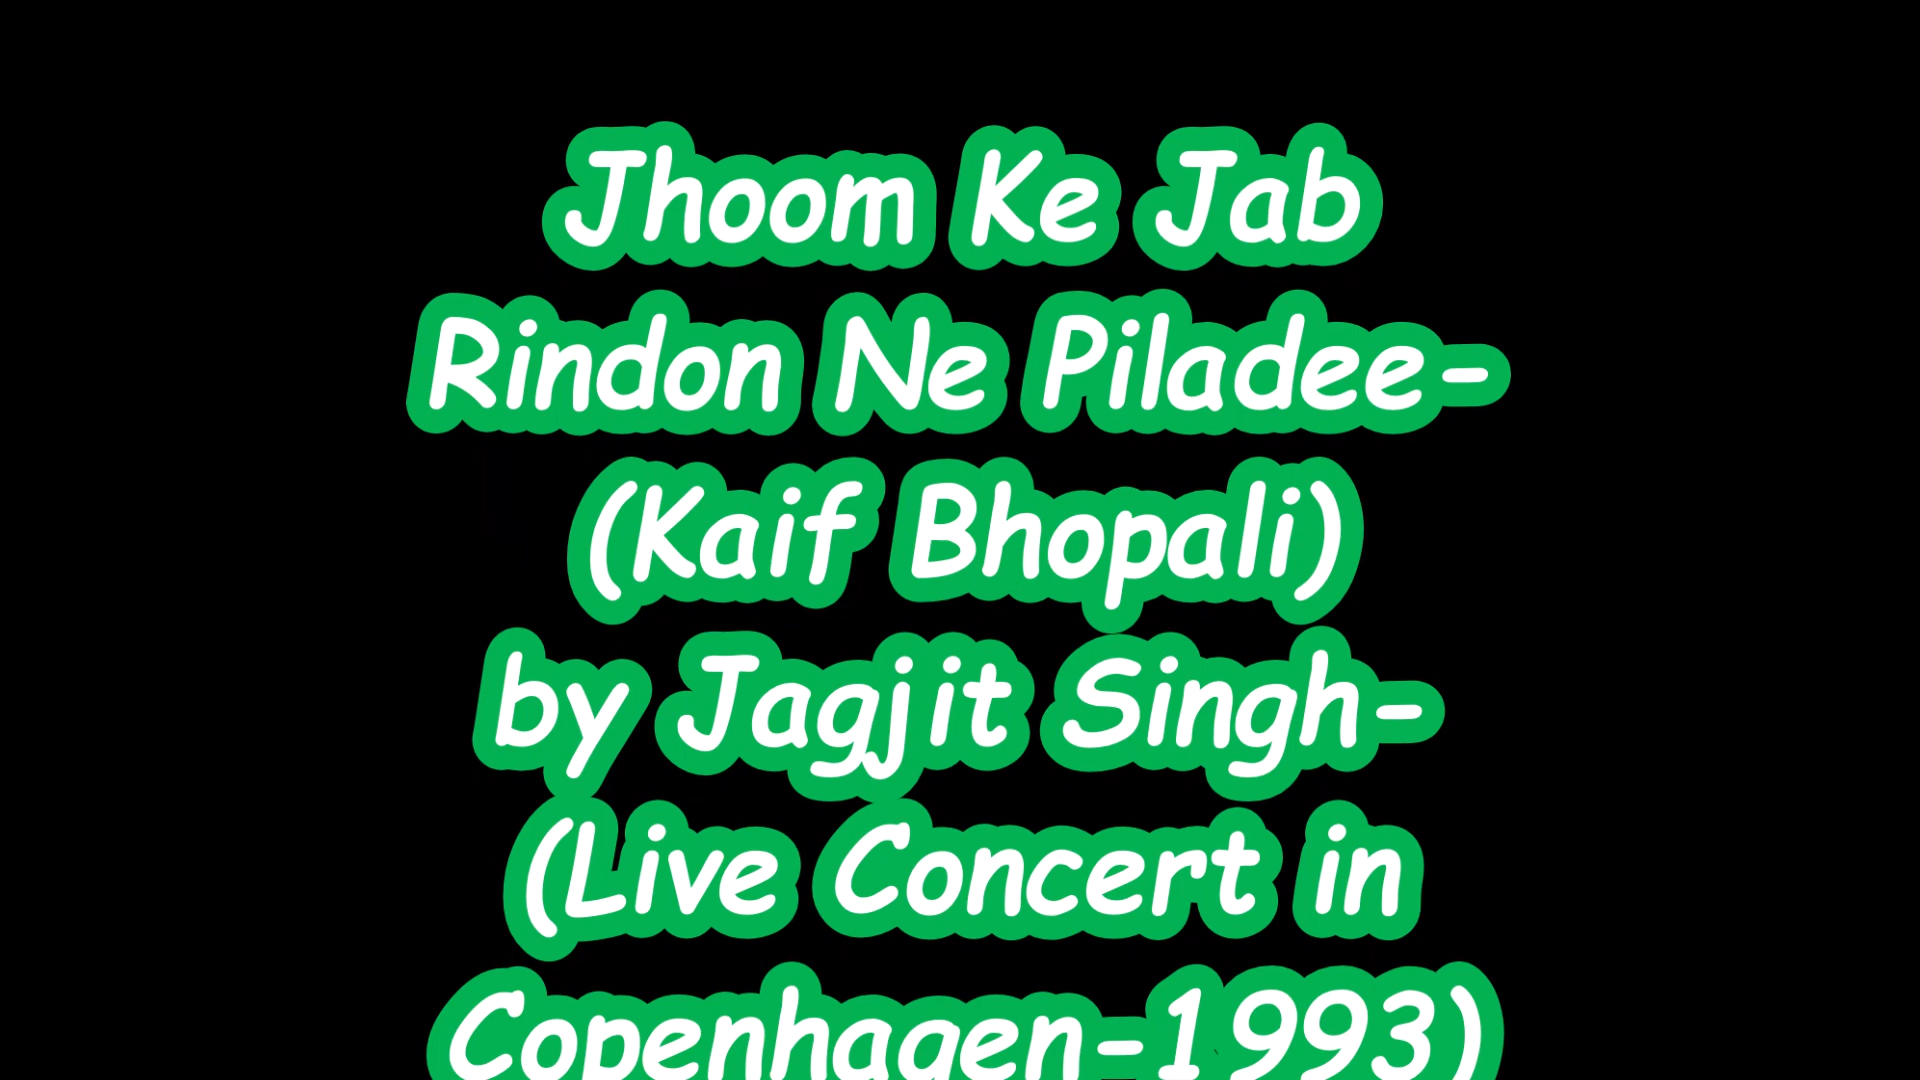 Jhoom Ke Jab
Rindon Ne Piladee-
(Kaif Bhopali)
by Jagjit Singh-
(Live Concert in
Copenhagen-1993)